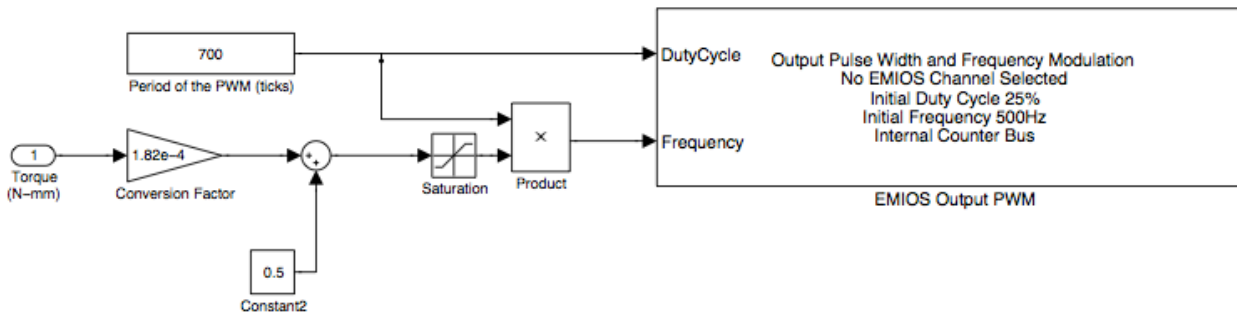 700
Period of the PWM (ticks)
DutyCycle
Output Pulse Width and Frequency Modulation
No EMIOS Channel Selected
Initial Duty Cycle 25%
Initial Frequency 500Hz
Internal Counter Bus
Frequency
EMIOS Output PWM
1
Torque
(N-mm)
1.82e-4
Conversion Factor
+
+
Saturation
×
Product
0.5
Constant2